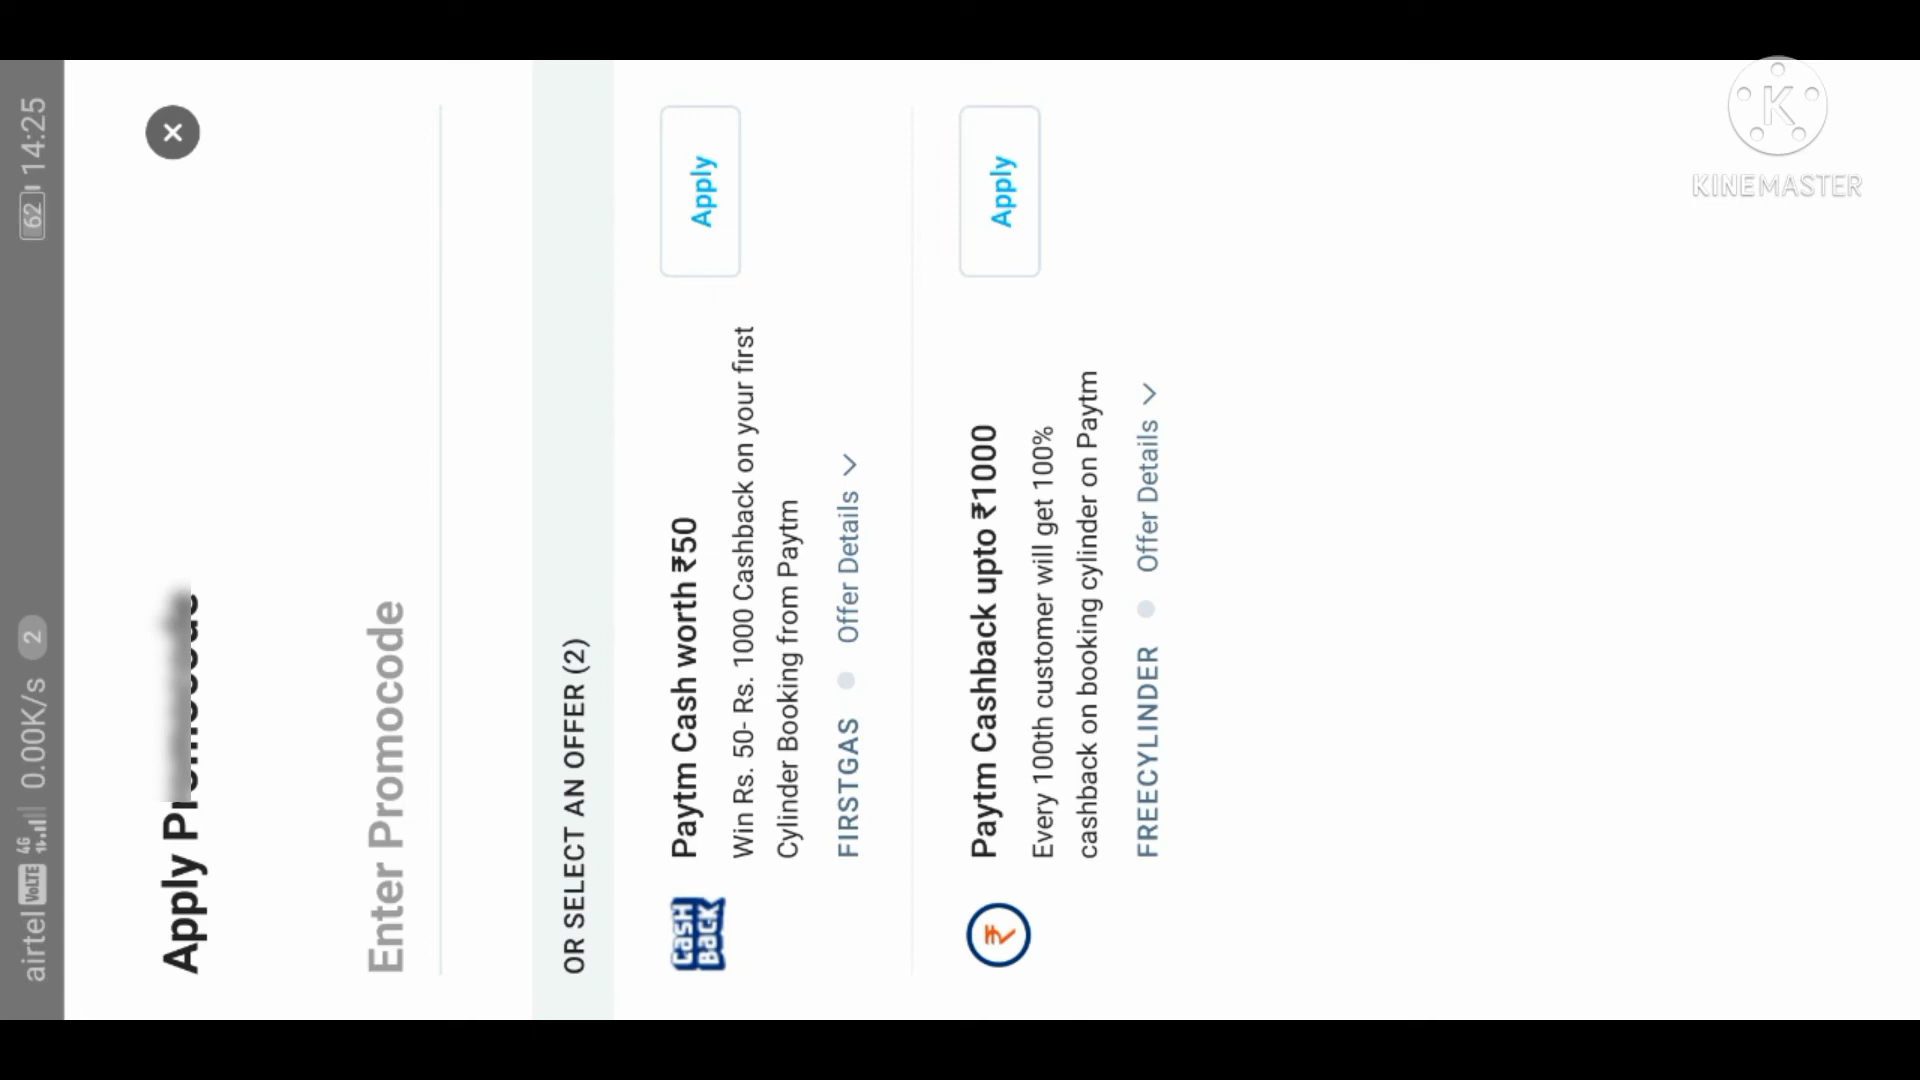 airtel VoLTE 4G 0.00K/s 2 62 14:25
Apply Promocode
Enter Promocode
OR SELECT AN OFFER (2)
CASH BACK
Paytm Cash worth ₹50
Apply
Win Rs. 50- Rs. 1000 Cashback on your first
Cylinder Booking from Paytm
FIRSTGAS Offer Details
₹
Paytm Cashback upto ₹1000
Apply
Every 100th customer will get 100%
cashback on booking cylinder on Paytm
FREECYLINDER Offer Details
K
KINEMASTER